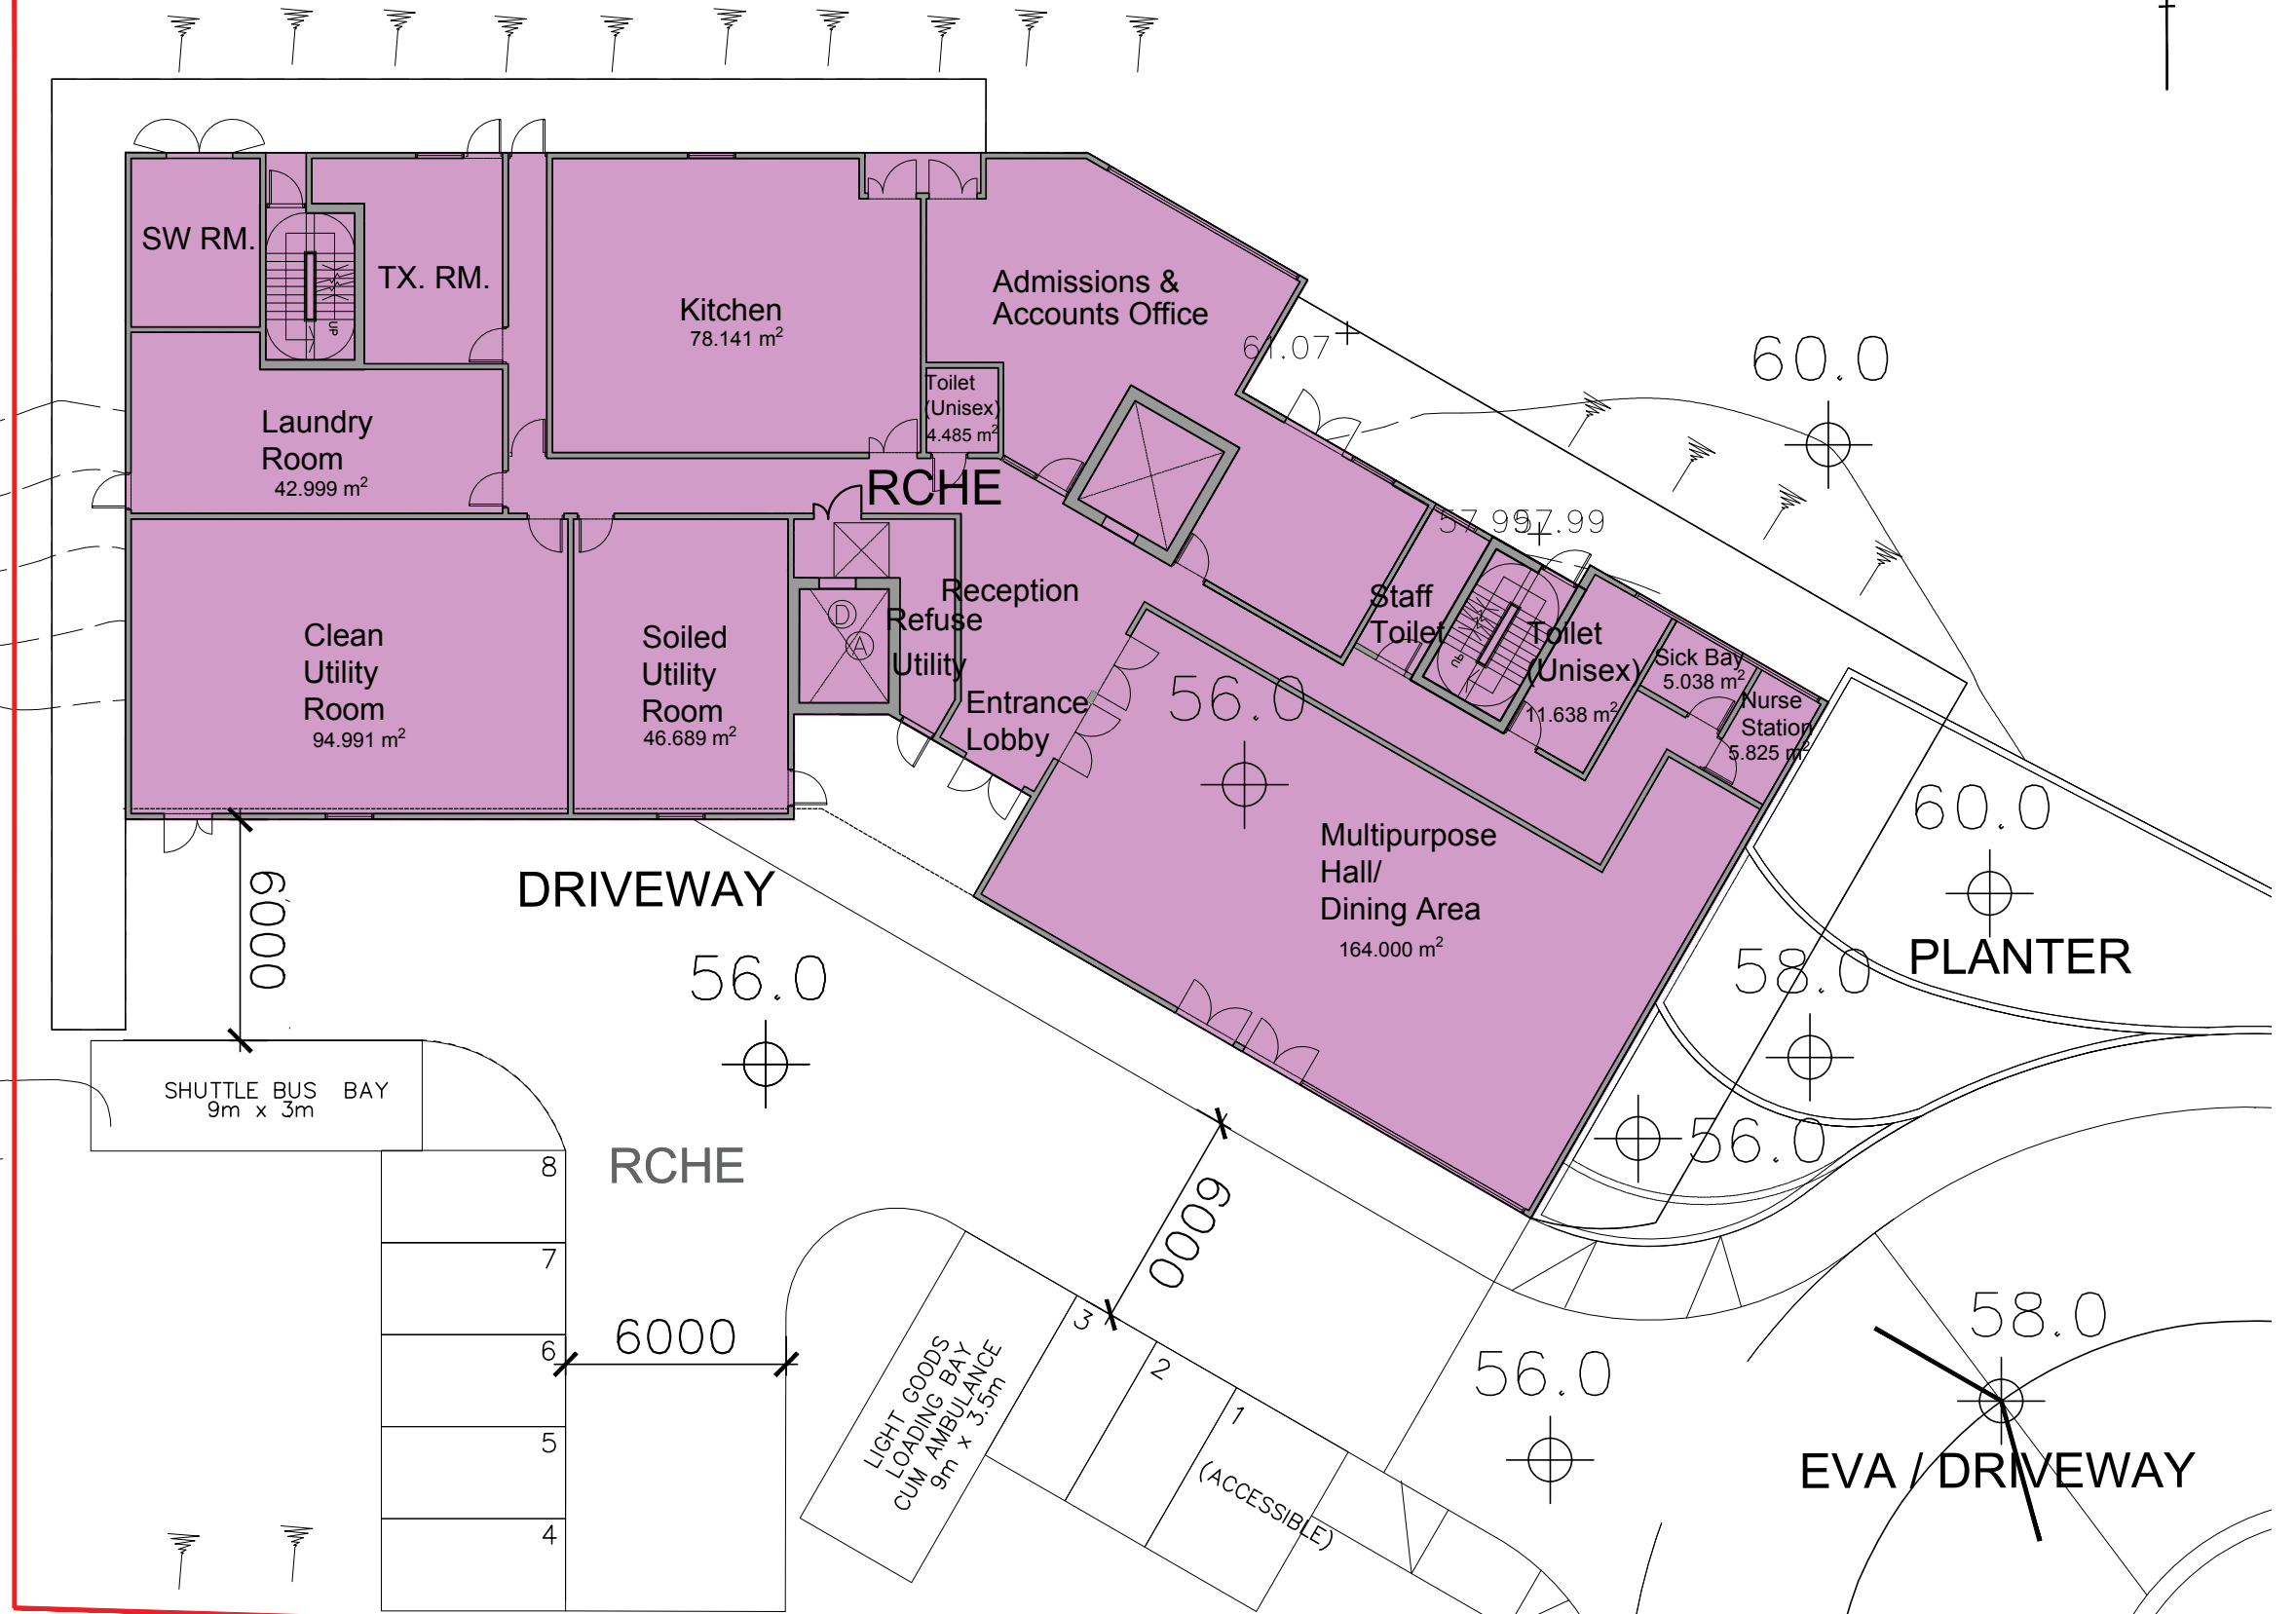 SW RM.
TX. RM.
UP
Kitchen
78.141 m²
Admissions &
Accounts Office
61.07
60.0
Toilet
(Unisex)
4.485 m²
Laundry
Room
42.999 m²
RCHE
57.99
57.99
Reception
Refuse
Utility
D
A
Staff
Toilet
UP
Toilet
(Unisex)
11.638 m²
Sick Bay
5.038 m²
Nurse
Station
5.825 m²
Clean
Utility
Room
94.991 m²
Soiled
Utility
Room
46.689 m²
Entrance
Lobby
56.0
Multipurpose
Hall/
Dining Area
164.000 m²
60.0
6000
DRIVEWAY
56.0
58.0
PLANTER
SHUTTLE BUS BAY
9m x 3m
56.0
RCHE
8
7
6
5
4
6000
6000
LIGHT GOODS
LOADING BAY
CUM AMBULANCE
9m x 3.5m
3
2
1
(ACCESSIBLE)
56.0
58.0
EVA / DRIVEWAY